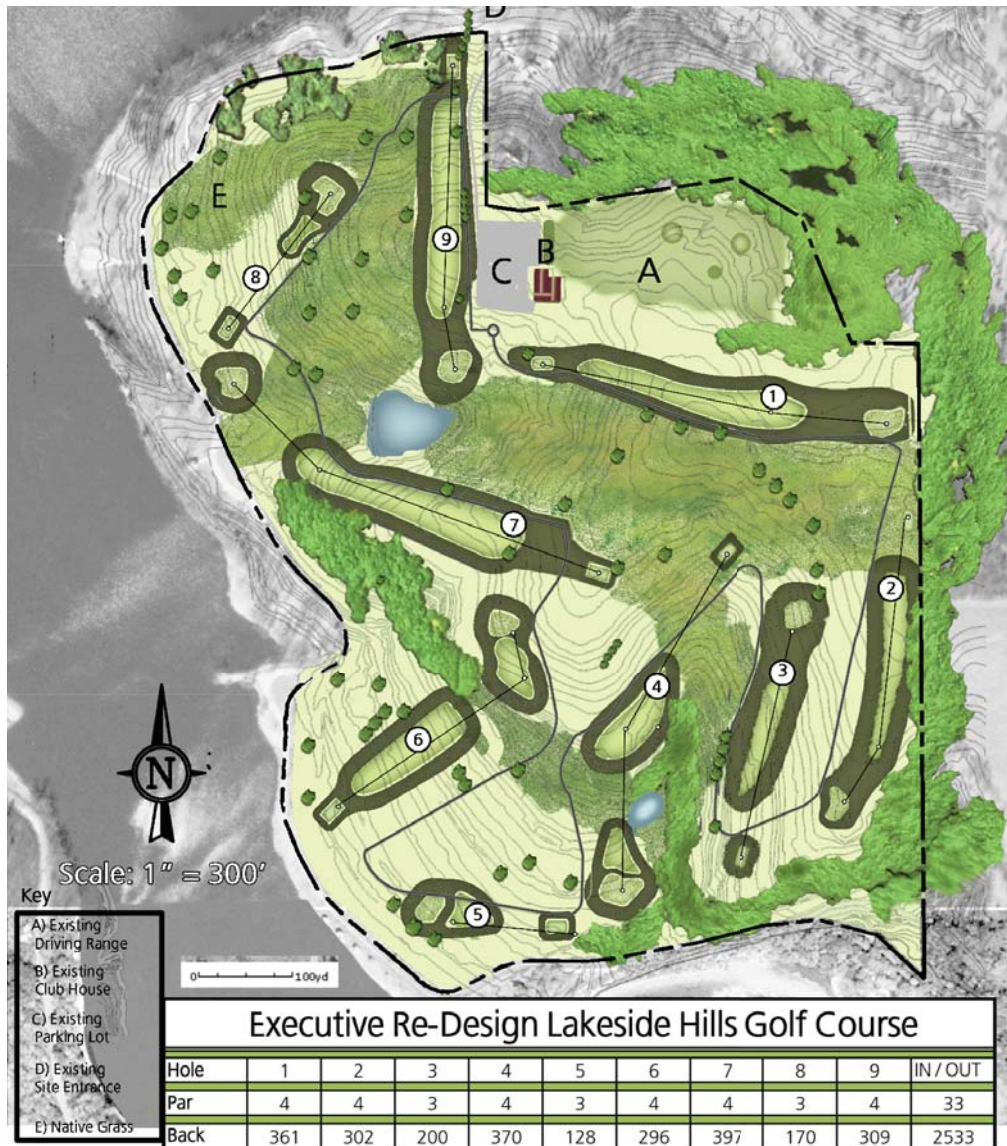 D
E
9
8
B
C
A
1
7
2
3
4
6
N
Scale: 1" = 300'
5
Key
A) Existing
Driving Range
B) Existing
Club House
C) Existing
Parking Lot
D) Existing
Site Entrance
E) Native Grass
0 100yd
Executive Re-Design Lakeside Hills Golf Course
Hole 1 2 3 4 5 6 7 8 9 IN / OUT
Par 4 4 3 4 3 4 4 3 4 33
Back 361 302 200 370 128 296 397 170 309 2533